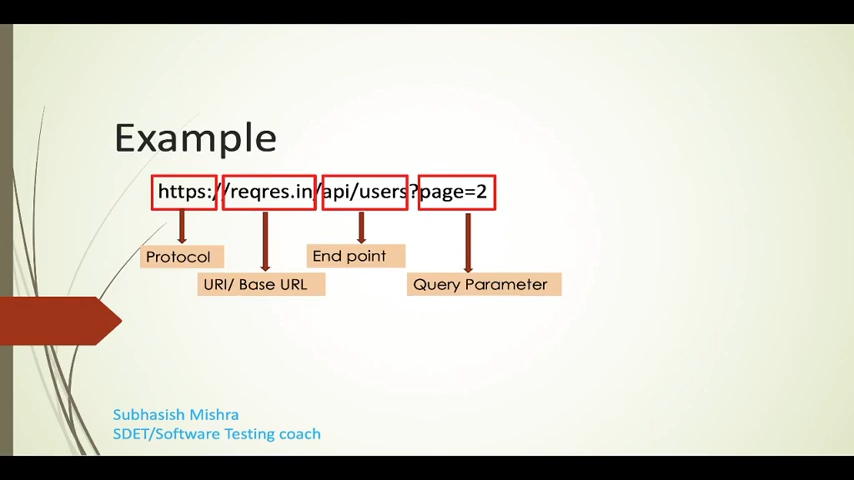 Example
https://reqres.in/api/users?page=2
Protocol
End point
URI/ Base URL
Query Parameter
Subhasish Mishra
SDET/Software Testing coach